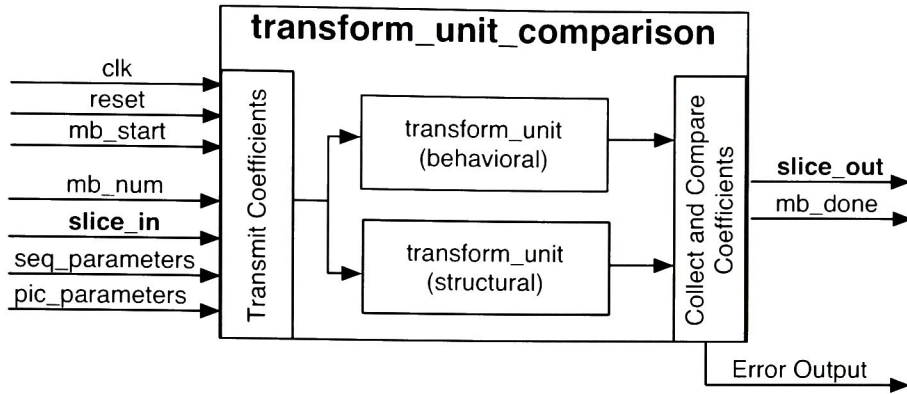 transform_unit_comparison
clk
reset
mb_start
mb_num
slice_in
seq_parameters
pic_parameters
Transmit Coefficients
transform_unit
(behavioral)
transform_unit
(structural)
Collect and Compare
Coefficients
slice_out
mb_done
Error Output